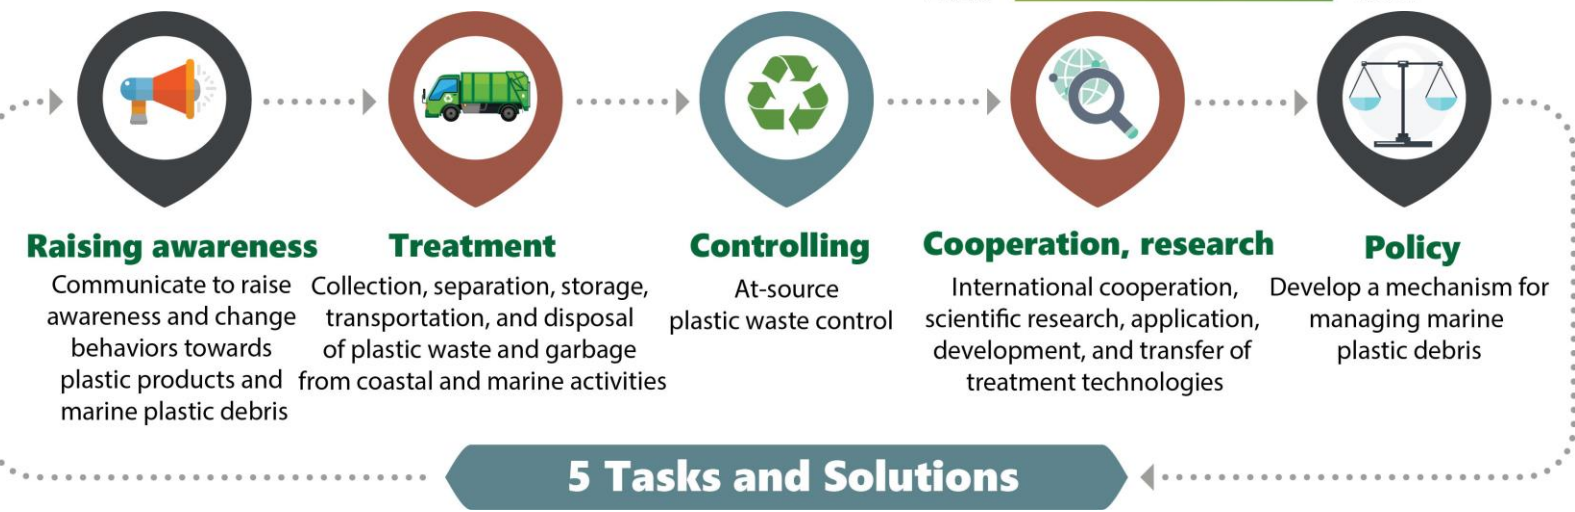 Raising awareness
Communicate to raise
awareness and change
behaviors towards
plastic products and
marine plastic debris
Treatment
Collection, separation, storage,
transportation, and disposal
of plastic waste and garbage
from coastal and marine activities
Controlling
At-source
plastic waste control
Cooperation, research
International cooperation,
scientific research, application,
development, and transfer of
treatment technologies
Policy
Develop a mechanism for
managing marine
plastic debris
5 Tasks and Solutions